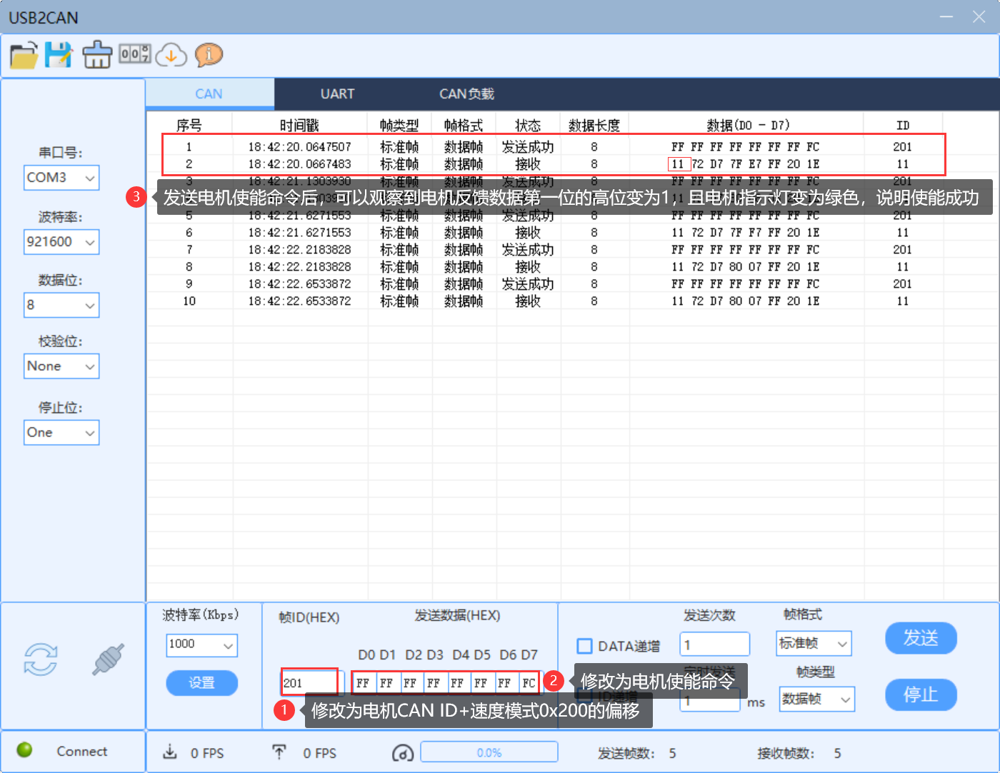 USB2CAN
CAN UART CAN负载
序号 时间戳 帧类型 帧格式 状态 数据长度 数据(D0 - D7) ID
1 18:42:20.0647507 标准帧 数据帧 发送成功 8 FF FF FF FF FF FF FF FC 201
2 18:42:20.0667483 标准帧 数据帧 接收 8 11 72 D7 7F E7 FF 20 1E 11
3 18:42:21.1303930 标准帧 数据帧 发送成功 8 FF FF FF FF FF FF FF FC 201
3 发送电机使能命令后，可以观察到电机反馈数据第一位的高位变为1，且电机指示灯变为绿色，说明使能成功
5 18:42:21.6271553 标准帧 数据帧 发送成功 8 FF FF FF FF FF FF FF FC 201
6 18:42:21.6271553 标准帧 数据帧 接收 8 11 72 D7 7F F7 FF 20 1E 11
7 18:42:22.2183828 标准帧 数据帧 发送成功 8 FF FF FF FF FF FF FF FC 201
8 18:42:22.2183828 标准帧 数据帧 接收 8 11 72 D7 80 07 FF 20 1E 11
9 18:42:22.6533872 标准帧 数据帧 发送成功 8 FF FF FF FF FF FF FF FC 201
10 18:42:22.6533872 标准帧 数据帧 接收 8 11 72 D7 80 07 FF 20 1E 11
串口号:
COM3
波特率:
921600
数据位:
8
校验位:
None
停止位:
One
波特率(Kbps)
1000
设置
帧ID(HEX)
201
发送数据(HEX)
D0 D1 D2 D3 D4 D5 D6 D7
FF FF FF FF FF FF FF FC
2 修改为电机使能命令
1 修改为电机CAN ID+速度模式0x200的偏移
DATA递增
ID递增
发送次数
1
定时发送
1 ms
帧格式
标准帧
帧类型
数据帧
发送
停止
Connect
0 FPS 0 FPS 0.0% 发送帧数: 5 接收帧数: 5